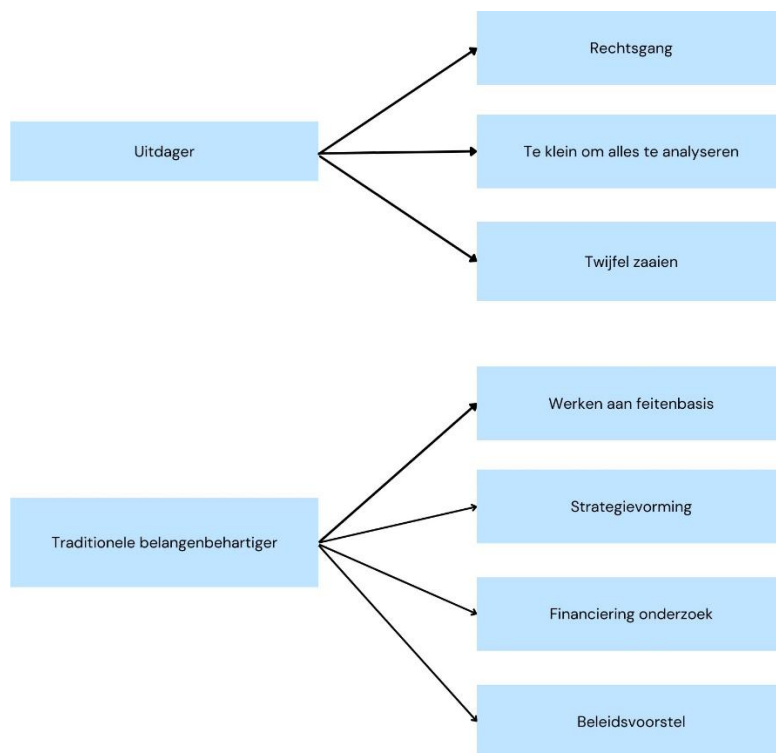 Uitdager
Rechtsgang
Te klein om alles te analyseren
Twijfel zaaien
Traditionele belangenbehartiger
Werken aan feitenbasis
Strategievorming
Financiering onderzoek
Beleidsvoorstel